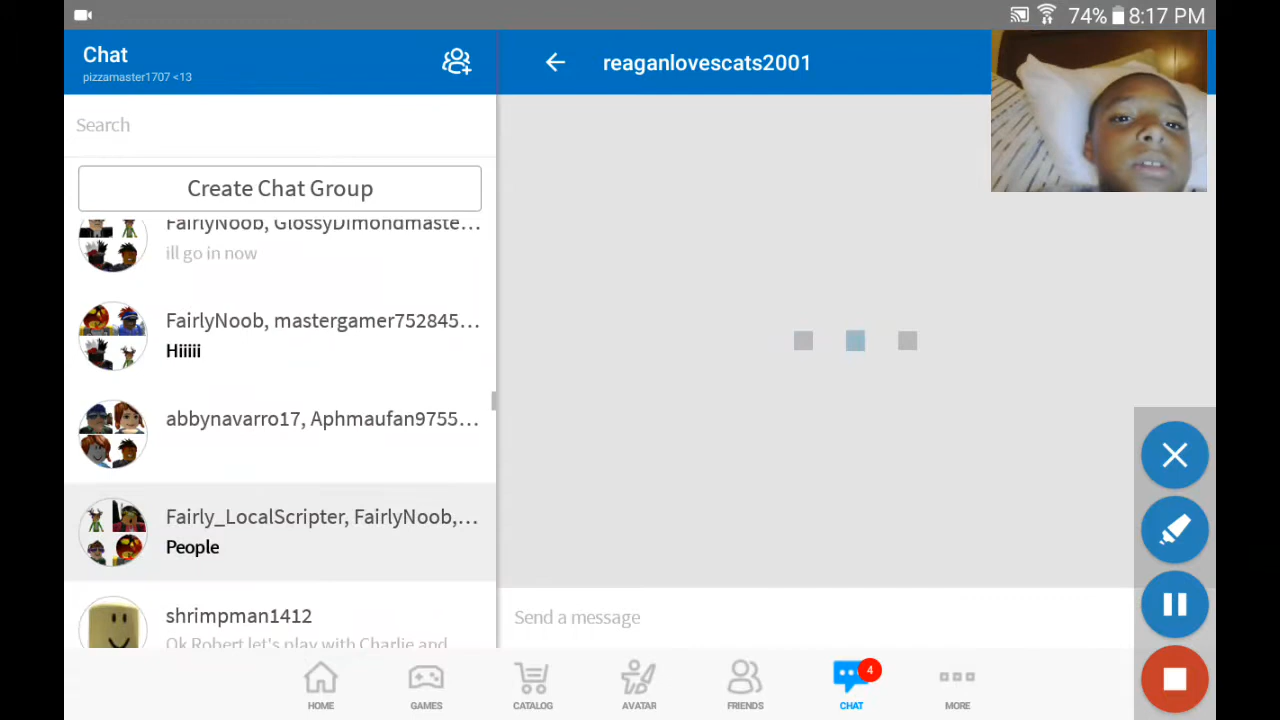 74% 8:17 PM
Chat
pizzamaster1707 <13
reaganlovescats2001
Search
Create Chat Group
FairlyNoob, GlossyDimondmaste...
ill go in now
FairlyNoob, mastergamer752845...
Hiiiii
abbynavarro17, Aphmaufan9755...
Fairly_LocalScripter, FairlyNoob,...
People
shrimpman1412
Ok Robert let's play with Charlie and
Send a message
HOME GAMES CATALOG AVATAR FRIENDS CHAT 4 MORE